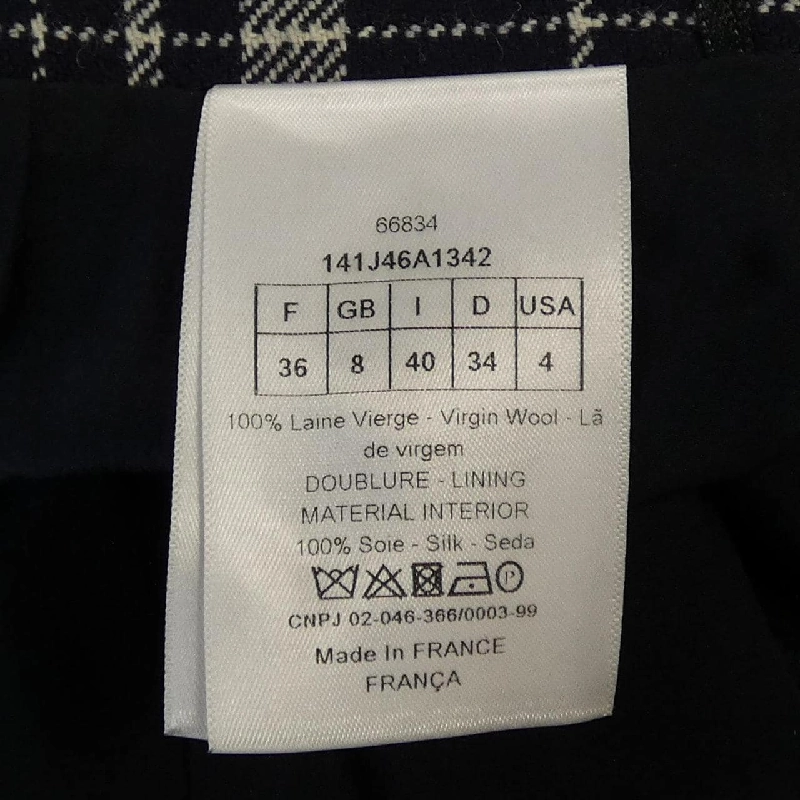 66834
141J46A1342
F GB I D USA
36 8 40 34 4
100% Laine Vierge - Virgin Wool - Lã
de virgem
DOUBLURE - LINING
MATERIAL INTERIOR
100% Soie - Silk - Seda
P
CNPJ 02-046-366/0003-99
Made In FRANCE
FRANÇA